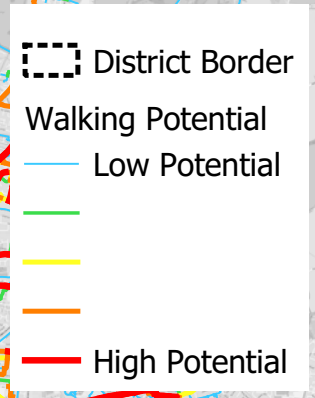 District Border
Walking Potential
Low Potential
High Potential